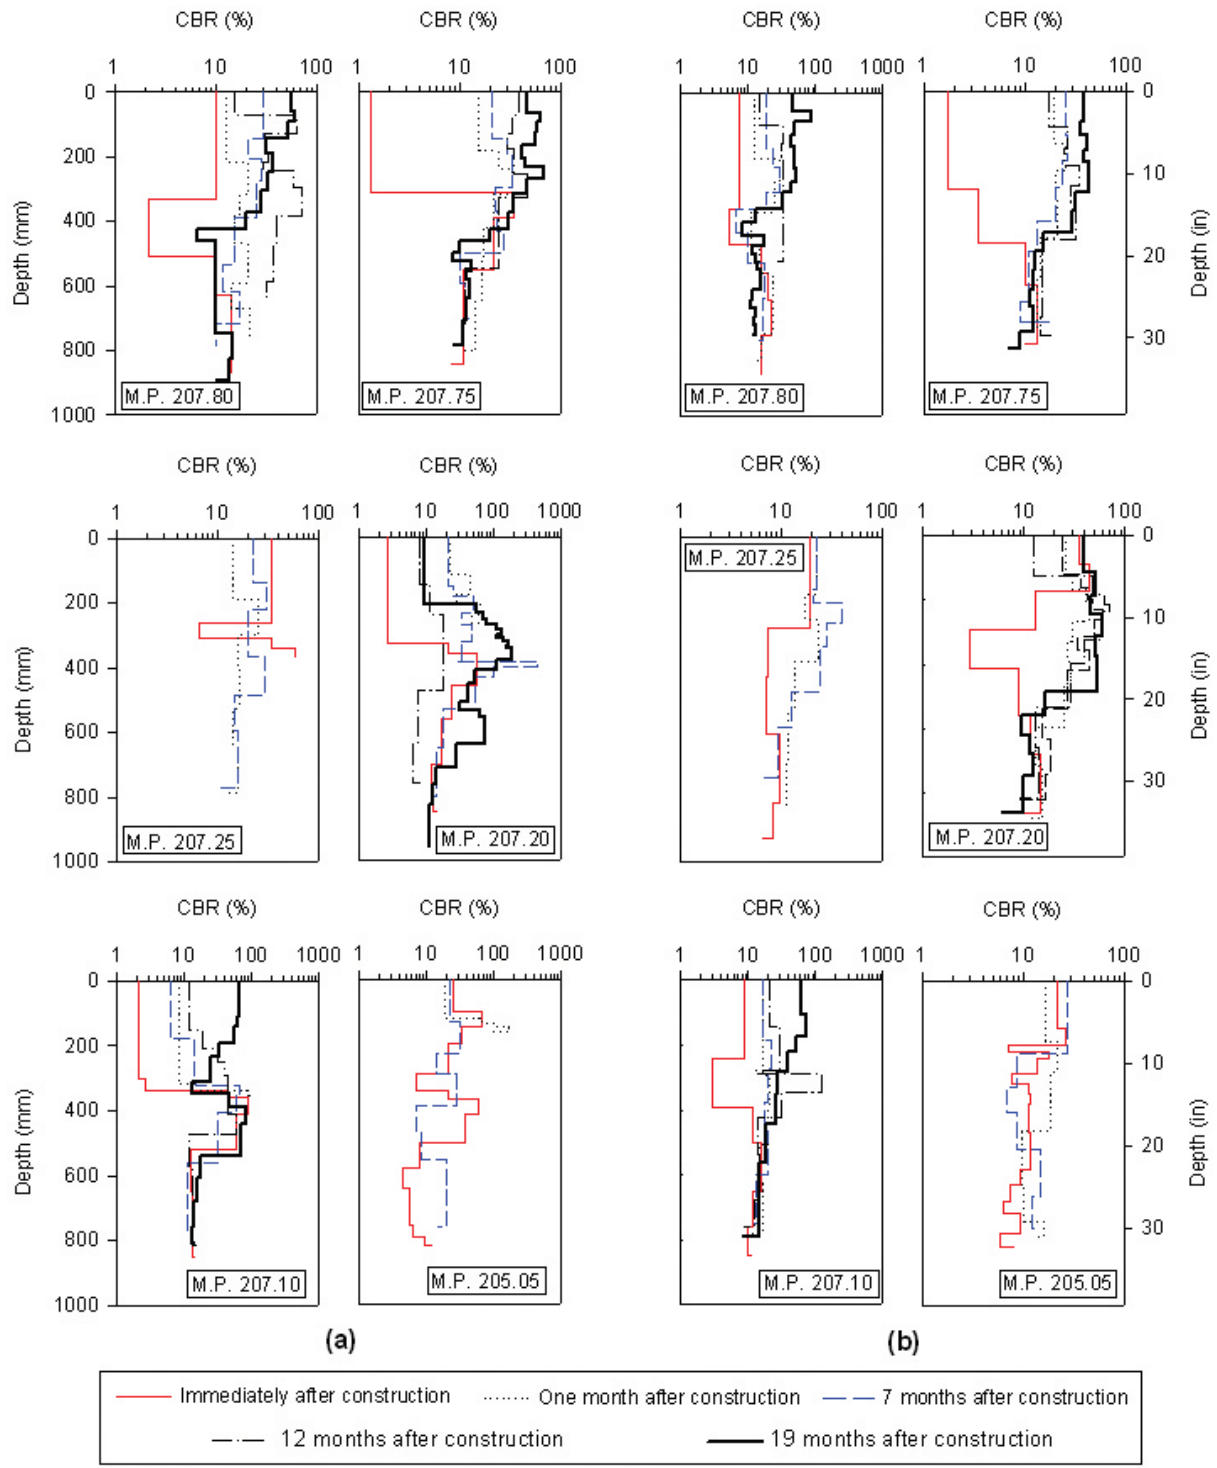 CBR (%) CBR (%) CBR (%) CBR (%)
1 10 100 1 10 100 1 10 100 1000 1 10 100
0 200 400 600 800 1000
Depth (mm)
0 10 20 30
Depth (in)
M.P. 207.80 M.P. 207.75 M.P. 207.80 M.P. 207.75
CBR (%) CBR (%) CBR (%) CBR (%)
1 10 100 1 10 100 1000 1 10 100 1 10 100
0 200 400 600 800 1000
Depth (mm)
0 10 20 30
Depth (in)
M.P. 207.25 M.P. 207.20 M.P. 207.25 M.P. 207.20
CBR (%) CBR (%) CBR (%) CBR (%)
1 10 100 1000 1 10 100 1000 1 10 100 1000 1 10 100
0 200 400 600 800 1000
Depth (mm)
0 10 20 30
Depth (in)
M.P. 207.10 M.P. 205.05 M.P. 207.10 M.P. 205.05
(a) (b)
Immediately after construction One month after construction 7 months after construction
12 months after construction 19 months after construction